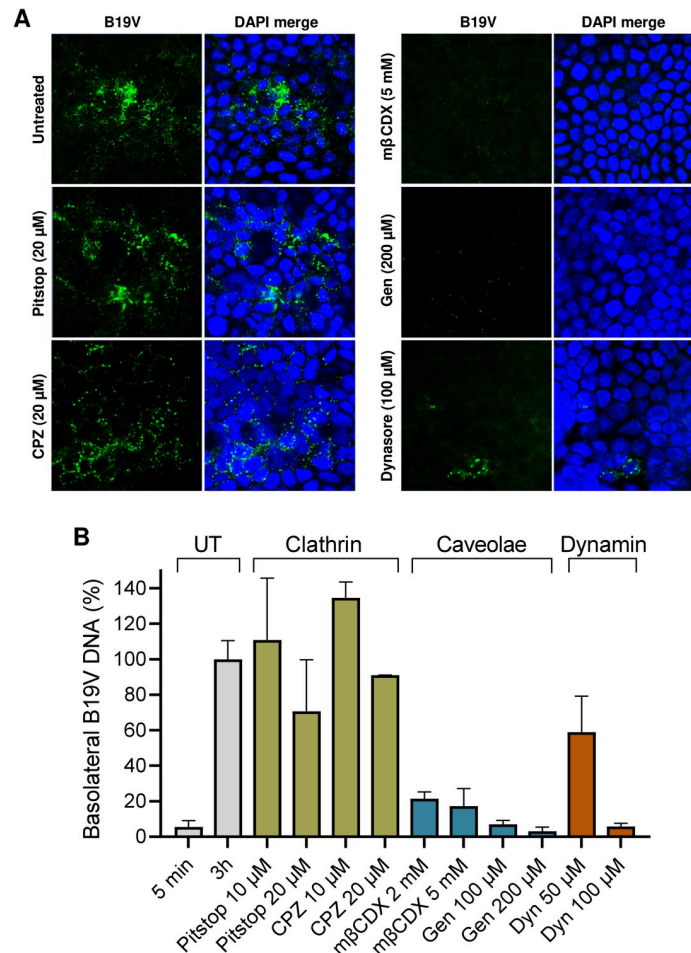 A
B19V DAPI merge
Untreated
Pitstop (20 µM)
CPZ (20 µM)
B19V DAPI merge
mβCDX (5 mM)
Gen (200 µM)
Dynasore (100 µM)
B
UT Clathrin Caveolae Dynamin
Basolateral B19V DNA (%)
140
120
100
80
60
40
20
0
5 min
3h
Pitstop 10 µM
Pitstop 20 µM
CPZ 10 µM
CPZ 20 µM
mβCDX 2 mM
mβCDX 5 mM
Gen 100 µM
Gen 200 µM
Dyn 50 µM
Dyn 100 µM